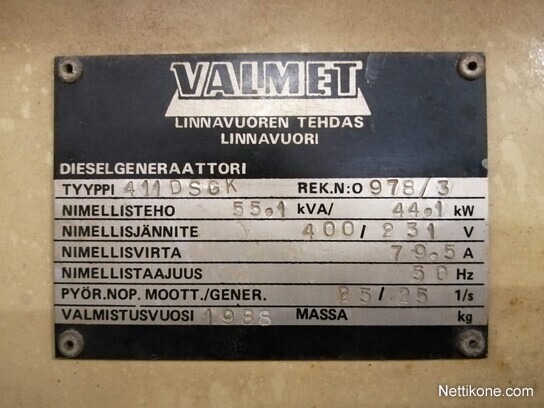 VALMET
LINNAVUOREN TEHDAS
LINNAVUORI
DIESELGENERAATTORI
TYYPPI 411DSGK REK.N:O 978/3
NIMELLISTEHO 55.1 kVA/ 44.1 kW
NIMELLISJÄNNITE 400/231 V
NIMELLISVIRTA 79.5 A
NIMELLISTAAJUUS 50 Hz
PYÖR.NOP. MOOTT./GENER. 25/25 1/s
VALMISTUSVUOSI 1988 MASSA kg
Nettikone.com